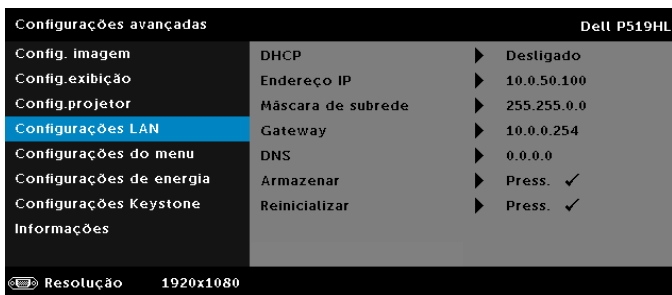 Configurações avançadas Dell P519HL
Config. imagem DHCP Desligado
Config.exibição Endereço IP 10.0.50.100
Config.projetor Máscara de subrede 255.255.0.0
Configurações LAN Gateway 10.0.0.254
Configurações do menu DNS 0.0.0.0
Configurações de energia Armazenar Press. ✓
Configurações Keystone Reinicializar Press. ✓
Informações
Resolução 1920x1080